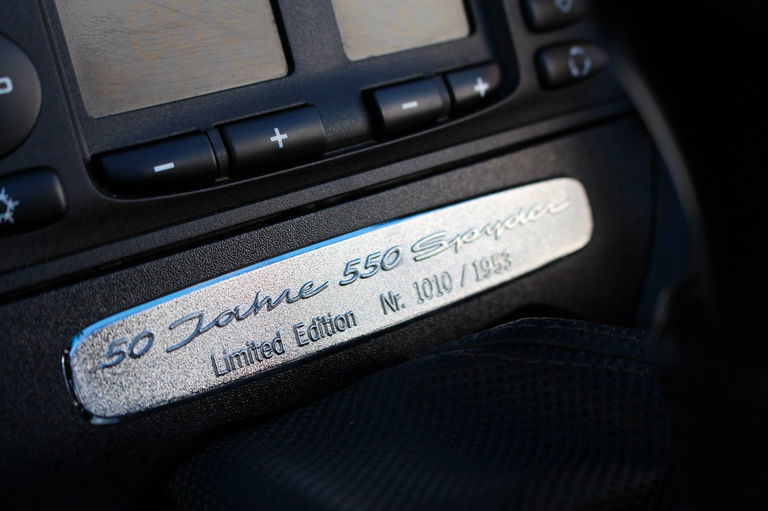 - + - +
50 Jahre 550 Spyder
Limited Edition Nr. 1010 / 1953